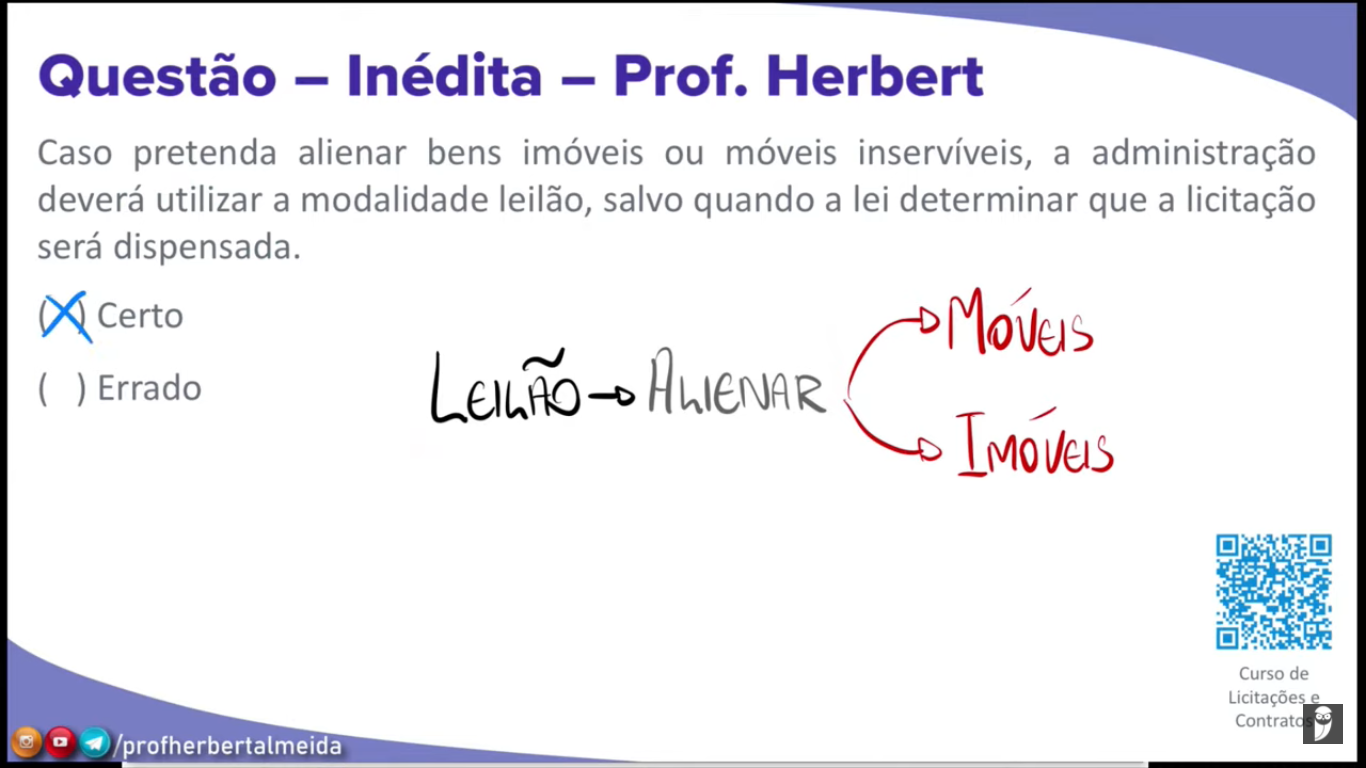 Questão – Inédita – Prof. Herbert
Caso pretenda alienar bens imóveis ou móveis inservíveis, a administração
deverá utilizar a modalidade leilão, salvo quando a lei determinar que a licitação
será dispensada.
(X) Certo
( ) Errado
LEILÃO → ALIENAR
MÓVEIS
IMÓVEIS
Curso de
Licitações e
Contratos
/profherbertalmeida